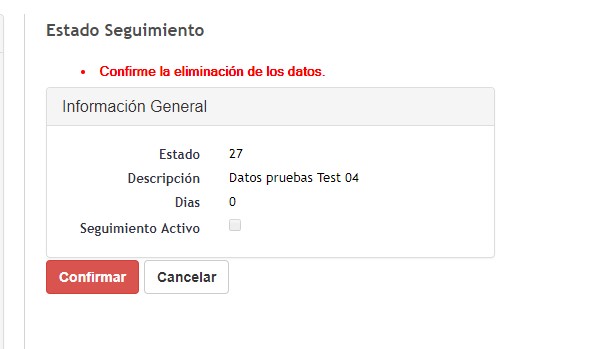 Estado Seguimiento
• Confirme la eliminación de los datos.
Información General
Estado 27
Descripción Datos pruebas Test 04
Dias 0
Seguimiento Activo
Confirmar Cancelar